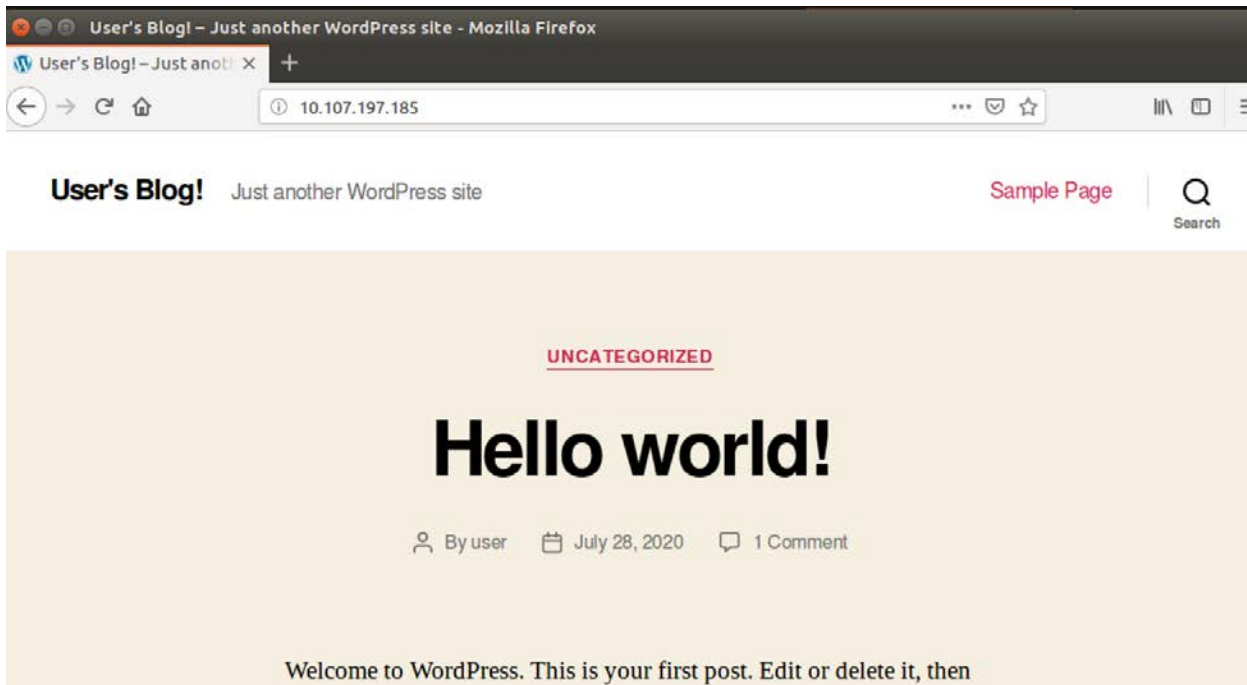 User's Blog! – Just another WordPress site - Mozilla Firefox
User's Blog! – Just anoth
10.107.197.185
User's Blog! Just another WordPress site Sample Page
Search
UNCATEGORIZED
Hello world!
By user July 28, 2020 1 Comment
Welcome to WordPress. This is your first post. Edit or delete it, then